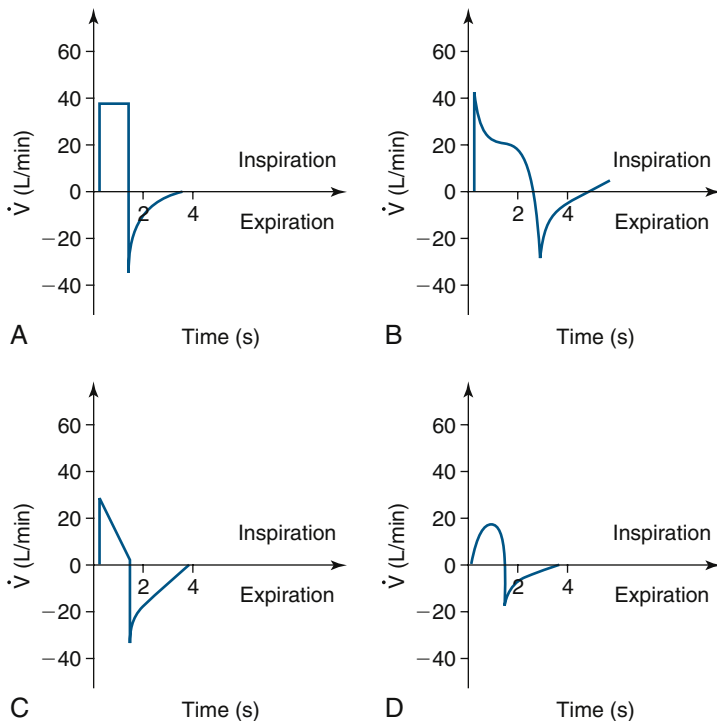 60
40
20
0
−20
−40
V̇ (L/min)
Inspiration
2 4
Expiration
A
Time (s)
60
40
20
0
−20
−40
V̇ (L/min)
Inspiration
2 4
Expiration
B
Time (s)
60
40
20
0
−20
−40
V̇ (L/min)
Inspiration
2 4
Expiration
C
Time (s)
60
40
20
0
−20
−40
V̇ (L/min)
Inspiration
2 4
Expiration
D
Time (s)